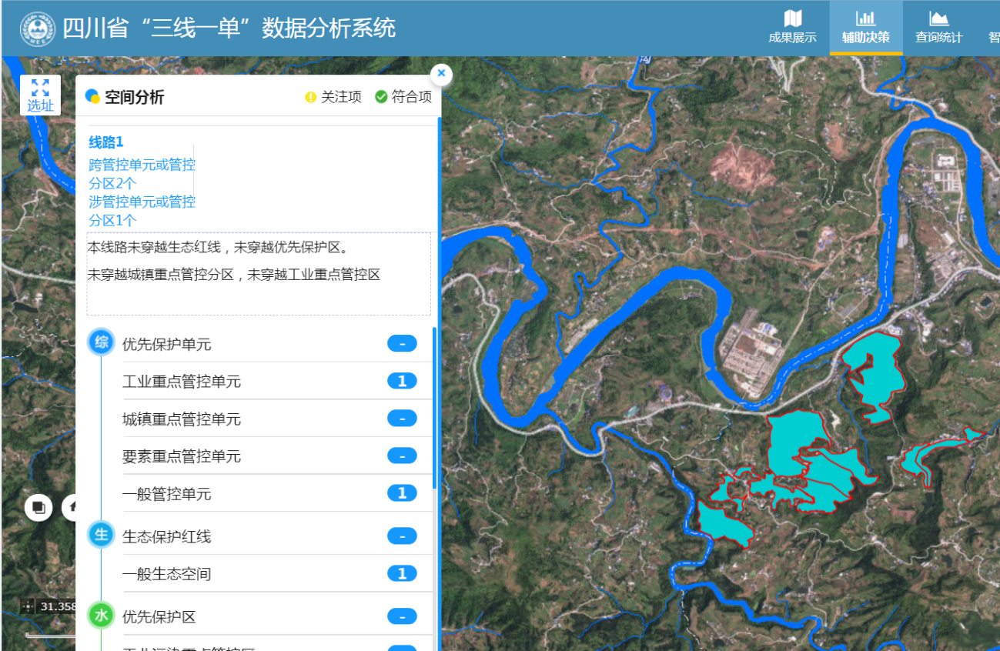 四川省“三线一单”数据分析系统
成果展示
辅助决策
查询统计
智
选址
空间分析
关注项
符合项
线路1
跨管控单元或管控
分区2个
涉管控单元或管控
分区1个
本线路未穿越生态红线，未穿越优先保护区。
未穿越城镇重点管控分区，未穿越工业重点管控区
综
优先保护单元 -
工业重点管控单元 1
城镇重点管控单元 -
要素重点管控单元 -
一般管控单元 1
生
生态保护红线 -
一般生态空间 1
水
优先保护区 -
31.358